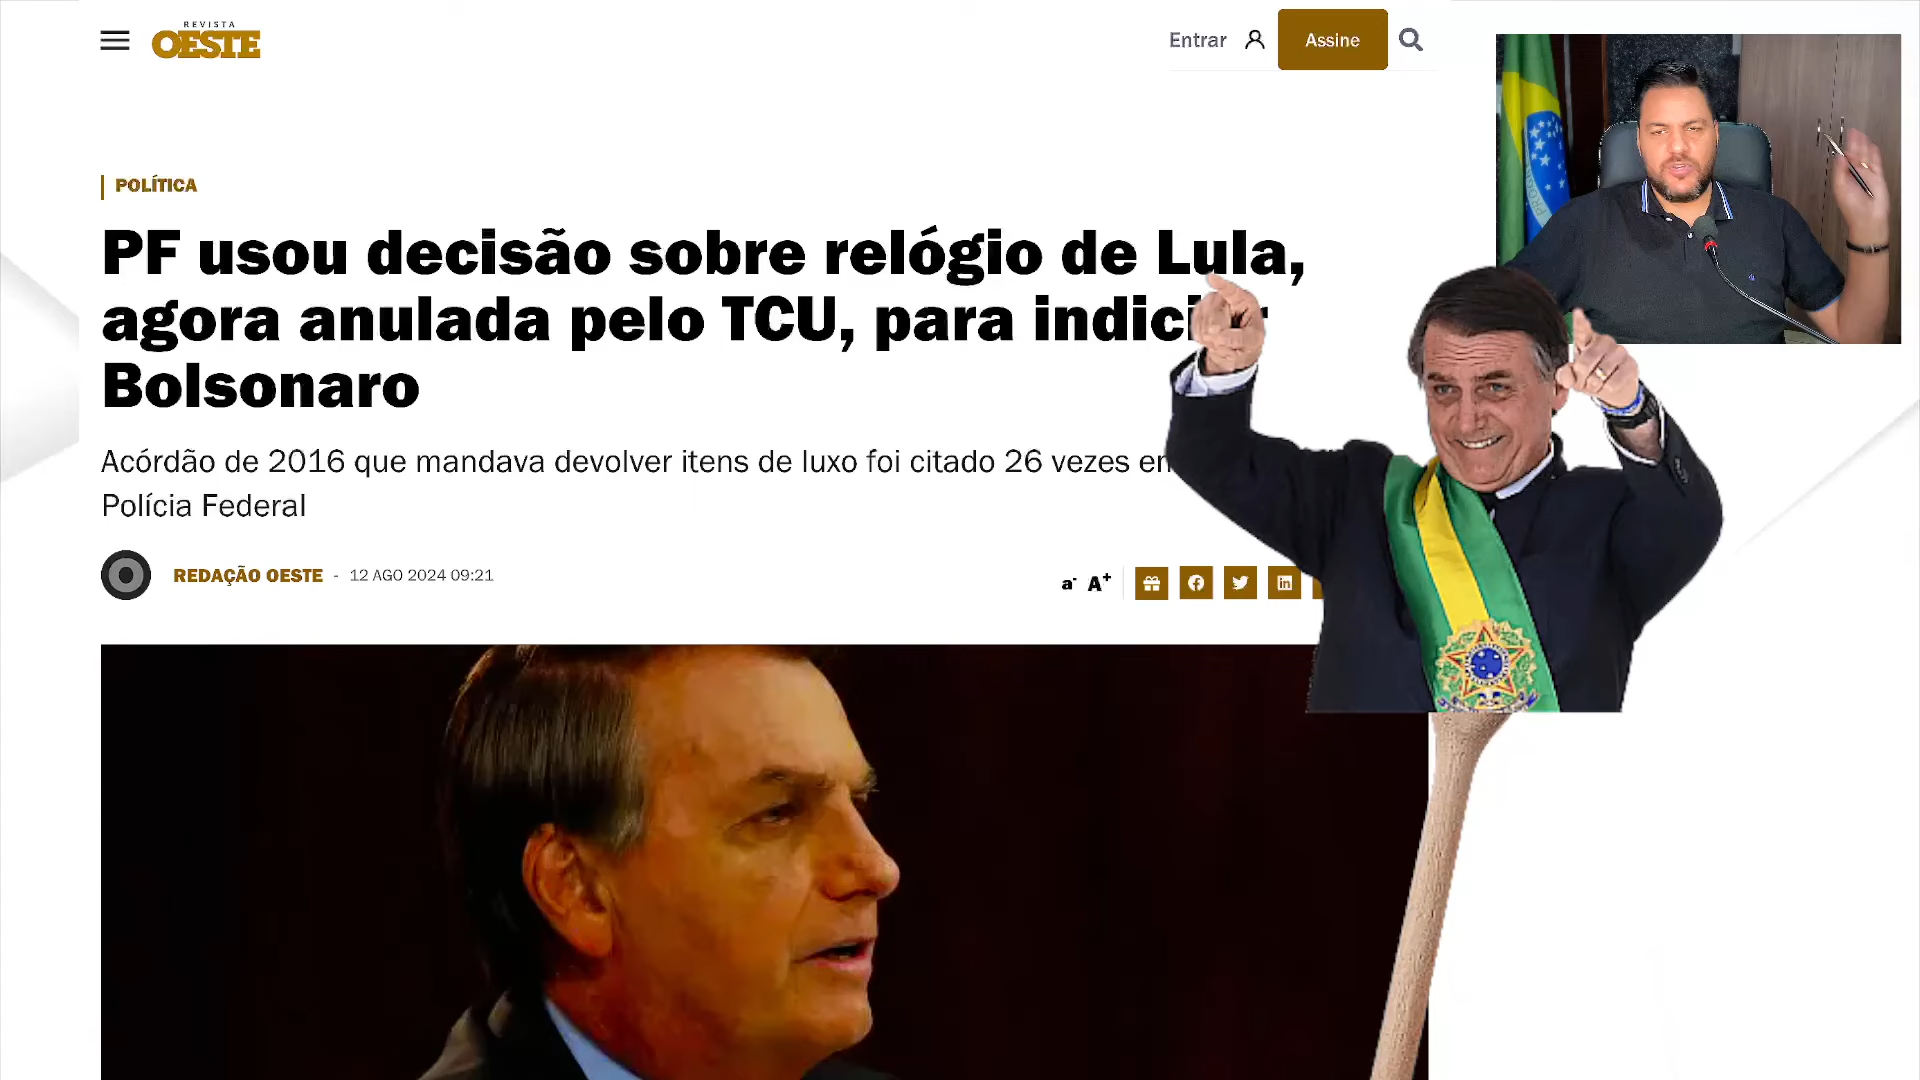 REVISTA
OESTE
Entrar
Assine
POLÍTICA
PF usou decisão sobre relógio de Lula,
agora anulada pelo TCU, para
Bolsonaro
Acórdão de 2016 que mandava devolver itens de luxo foi citado 26 vezes
Polícia Federal
REDAÇÃO OESTE - 12 AGO 2024 09:21
a- A+